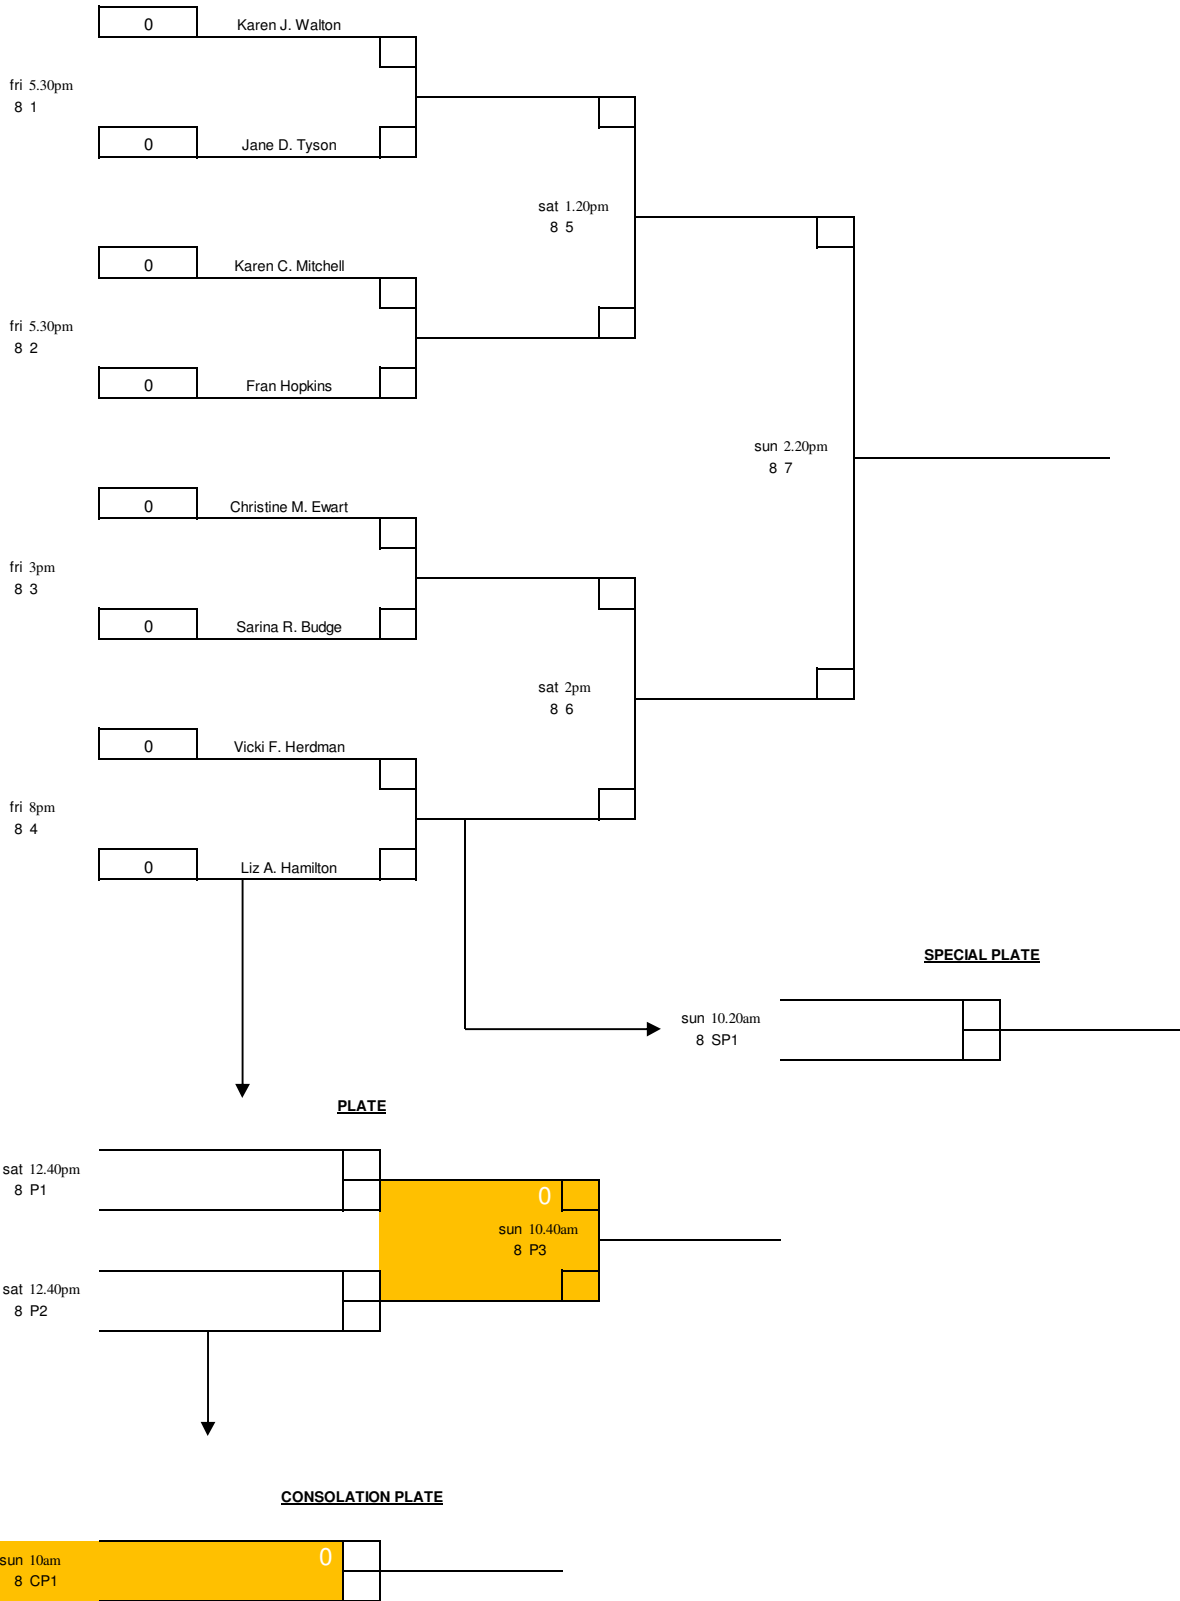 0 Karen J. Walton
fri 5.30pm
8 1
0 Jane D. Tyson
sat 1.20pm
8 5
0 Karen C. Mitchell
fri 5.30pm
8 2
0 Fran Hopkins
sun 2.20pm
8 7
0 Christine M. Ewart
fri 3pm
8 3
0 Sarina R. Budge
sat 2pm
8 6
0 Vicki F. Herdman
fri 8pm
8 4
0 Liz A. Hamilton
SPECIAL PLATE
sun 10.20am
8 SP1
PLATE
sat 12.40pm
8 P1
0
sun 10.40am
8 P3
sat 12.40pm
8 P2
CONSOLATION PLATE
0
sun 10am
8 CP1